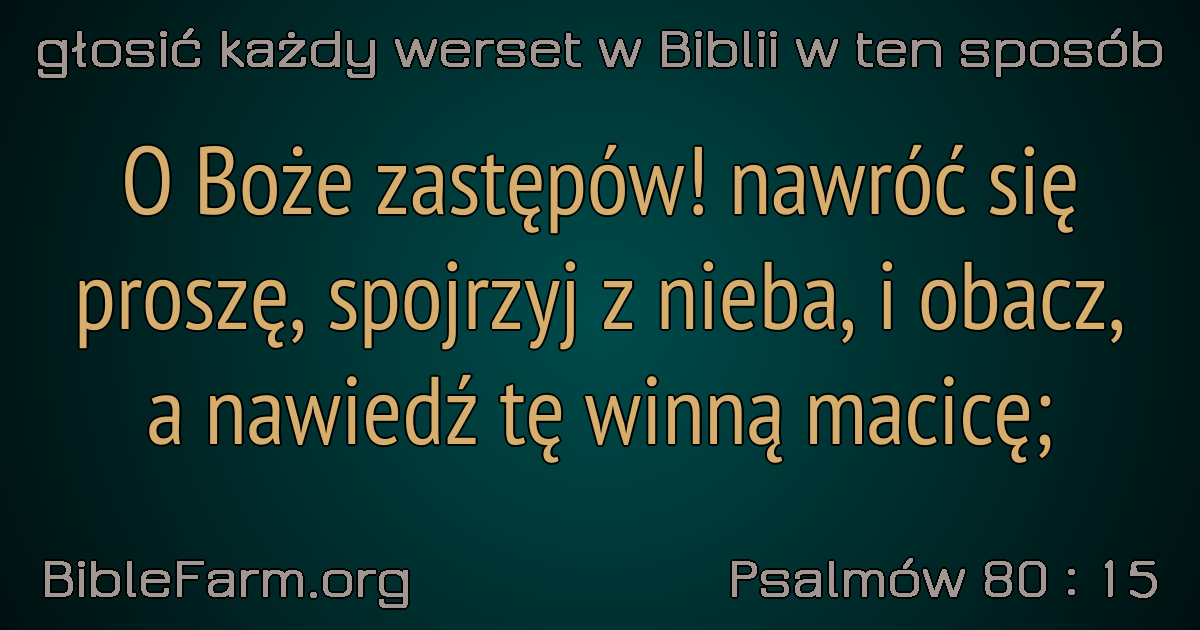 głosić każdy werset w Biblii w ten sposób
O Boże zastępów! nawróć się
proszę, spojrzyj z nieba, i obacz,
a nawiedź tę winną macicę;
BibleFarm.org
Psalmów 80 : 15